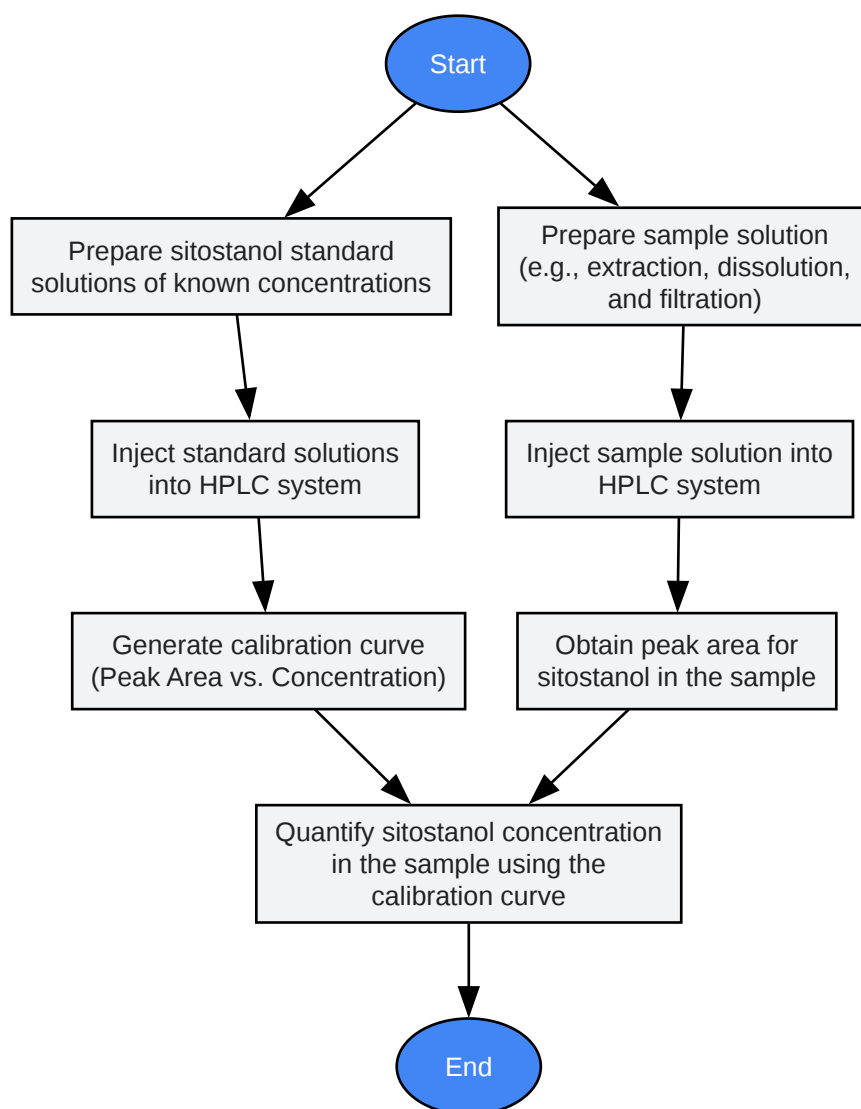 Start
Prepare sitostanol standard
solutions of known concentrations
Prepare sample solution
(e.g., extraction, dissolution,
and filtration)
Inject standard solutions
into HPLC system
Inject sample solution into
HPLC system
Generate calibration curve
(Peak Area vs. Concentration)
Obtain peak area for
sitostanol in the sample
Quantify sitostanol concentration
in the sample using the
calibration curve
End